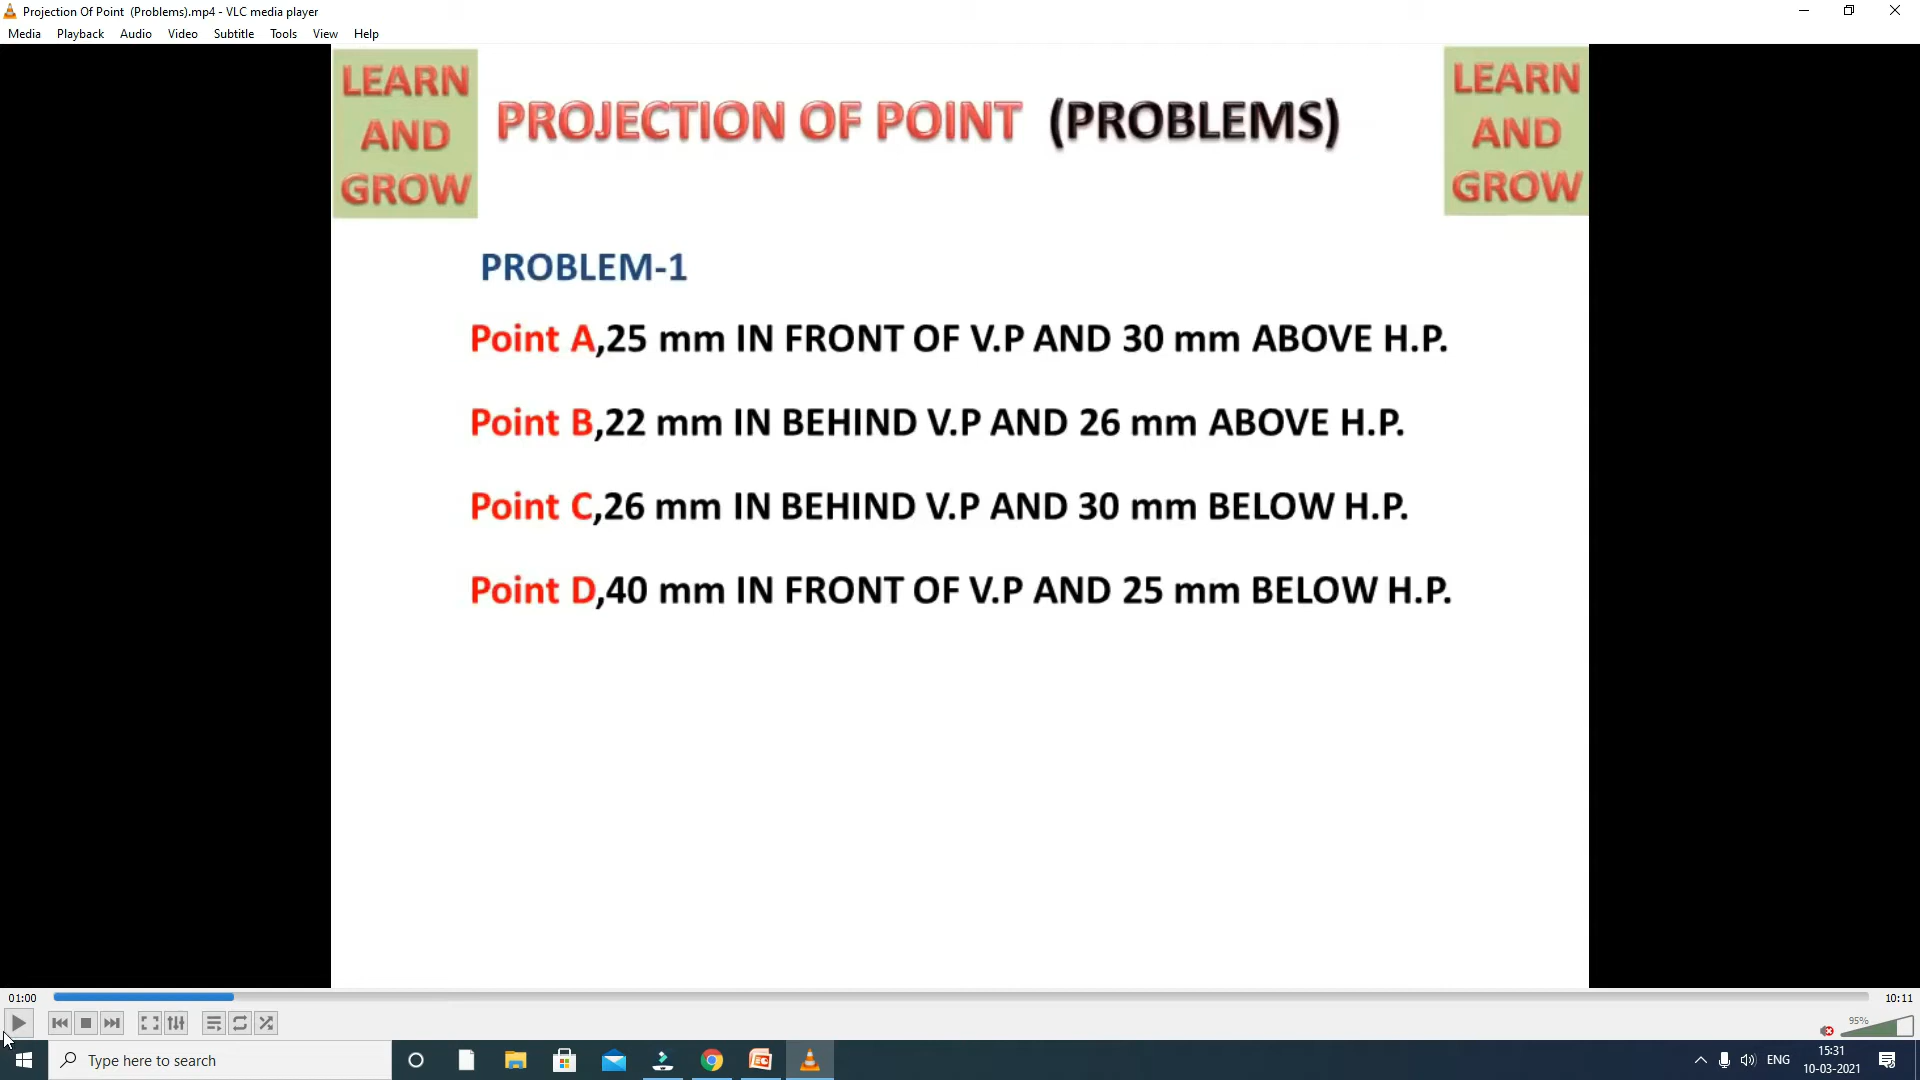 Projection Of Point  (Problems).mp4 - VLC media player
Media Playback Audio Video Subtitle Tools View Help
LEARN
AND
GROW
PROJECTION OF POINT (PROBLEMS)
LEARN
AND
GROW
PROBLEM-1
Point A,25 mm IN FRONT OF V.P AND 30 mm ABOVE H.P.
Point B,22 mm IN BEHIND V.P AND 26 mm ABOVE H.P.
Point C,26 mm IN BEHIND V.P AND 30 mm BELOW H.P.
Point D,40 mm IN FRONT OF V.P AND 25 mm BELOW H.P.
01:00
10:11
95%
Type here to search
ENG
15:31
10-03-2021